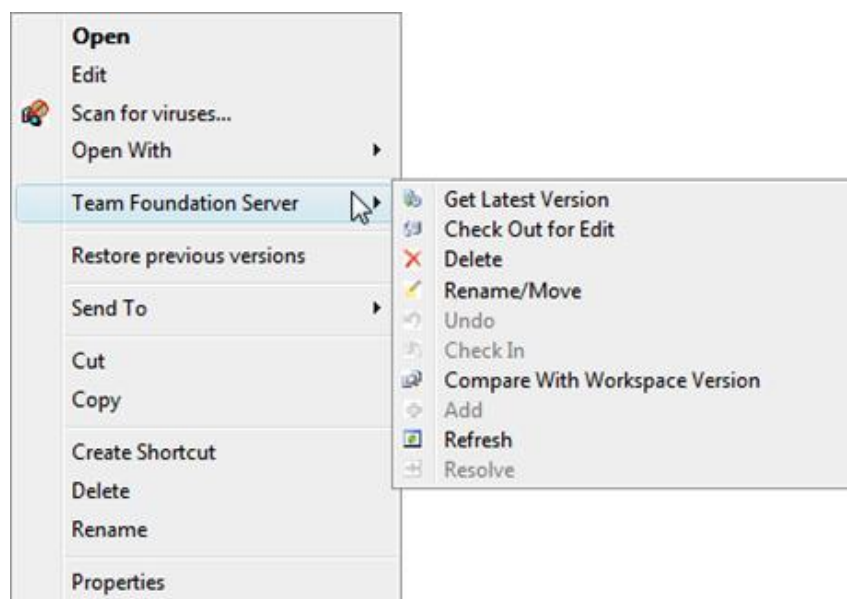 Open
Edit
Scan for viruses...
Open With
Team Foundation Server
Restore previous versions
Send To
Cut
Copy
Create Shortcut
Delete
Rename
Properties
Get Latest Version
Check Out for Edit
Delete
Rename/Move
Undo
Check In
Compare With Workspace Version
Add
Refresh
Resolve